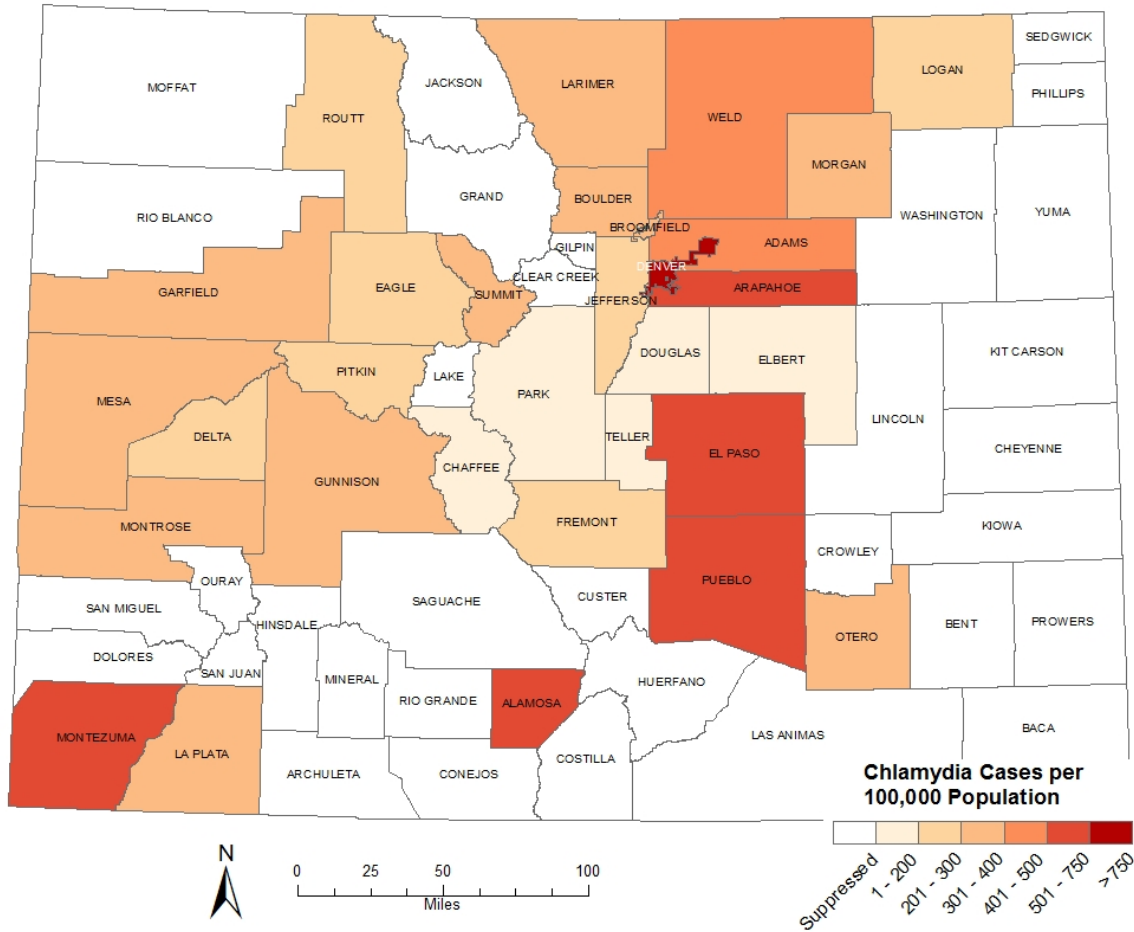 SEDGWICK
LOGAN
JACKSON
LARIMER
MOFFAT
PHILLIPS
ROUTT
WELD
MORGAN
GRAND
BOULDER
YUMA
RIO BLANCO
WASHINGTON
BROOMFIELD
GILPIN
ADAMS
DENVER
CLEAR CREEK
EAGLE
ARAPAHOE
GARFIELD
SUMMIT
JEFFERSON
DOUGLAS
ELBERT
KIT CARSON
PITKIN
LAKE
PARK
MESA
LINCOLN
DELTA
TELLER
CHEYENNE
EL PASO
CHAFFEE
GUNNISON
FREMONT
MONTROSE
KIOWA
CROWLEY
OURAY
PUEBLO
CUSTER
SAGUACHE
SAN MIGUEL
HINSDALE
BENT
PROWERS
OTERO
DOLORES
SAN JUAN
MINERAL
HUERFANO
RIO GRANDE
ALAMOSA
MONTEZUMA
LAS ANIMAS
BACA
LA PLATA
COSTILLA
ARCHULETA
CONEJOS
Chlamydia Cases per
100,000 Population
Suppressed
1 - 200
201 - 300
301 - 400
401 - 500
501 - 750
>750
N
0 25 50 100
Miles